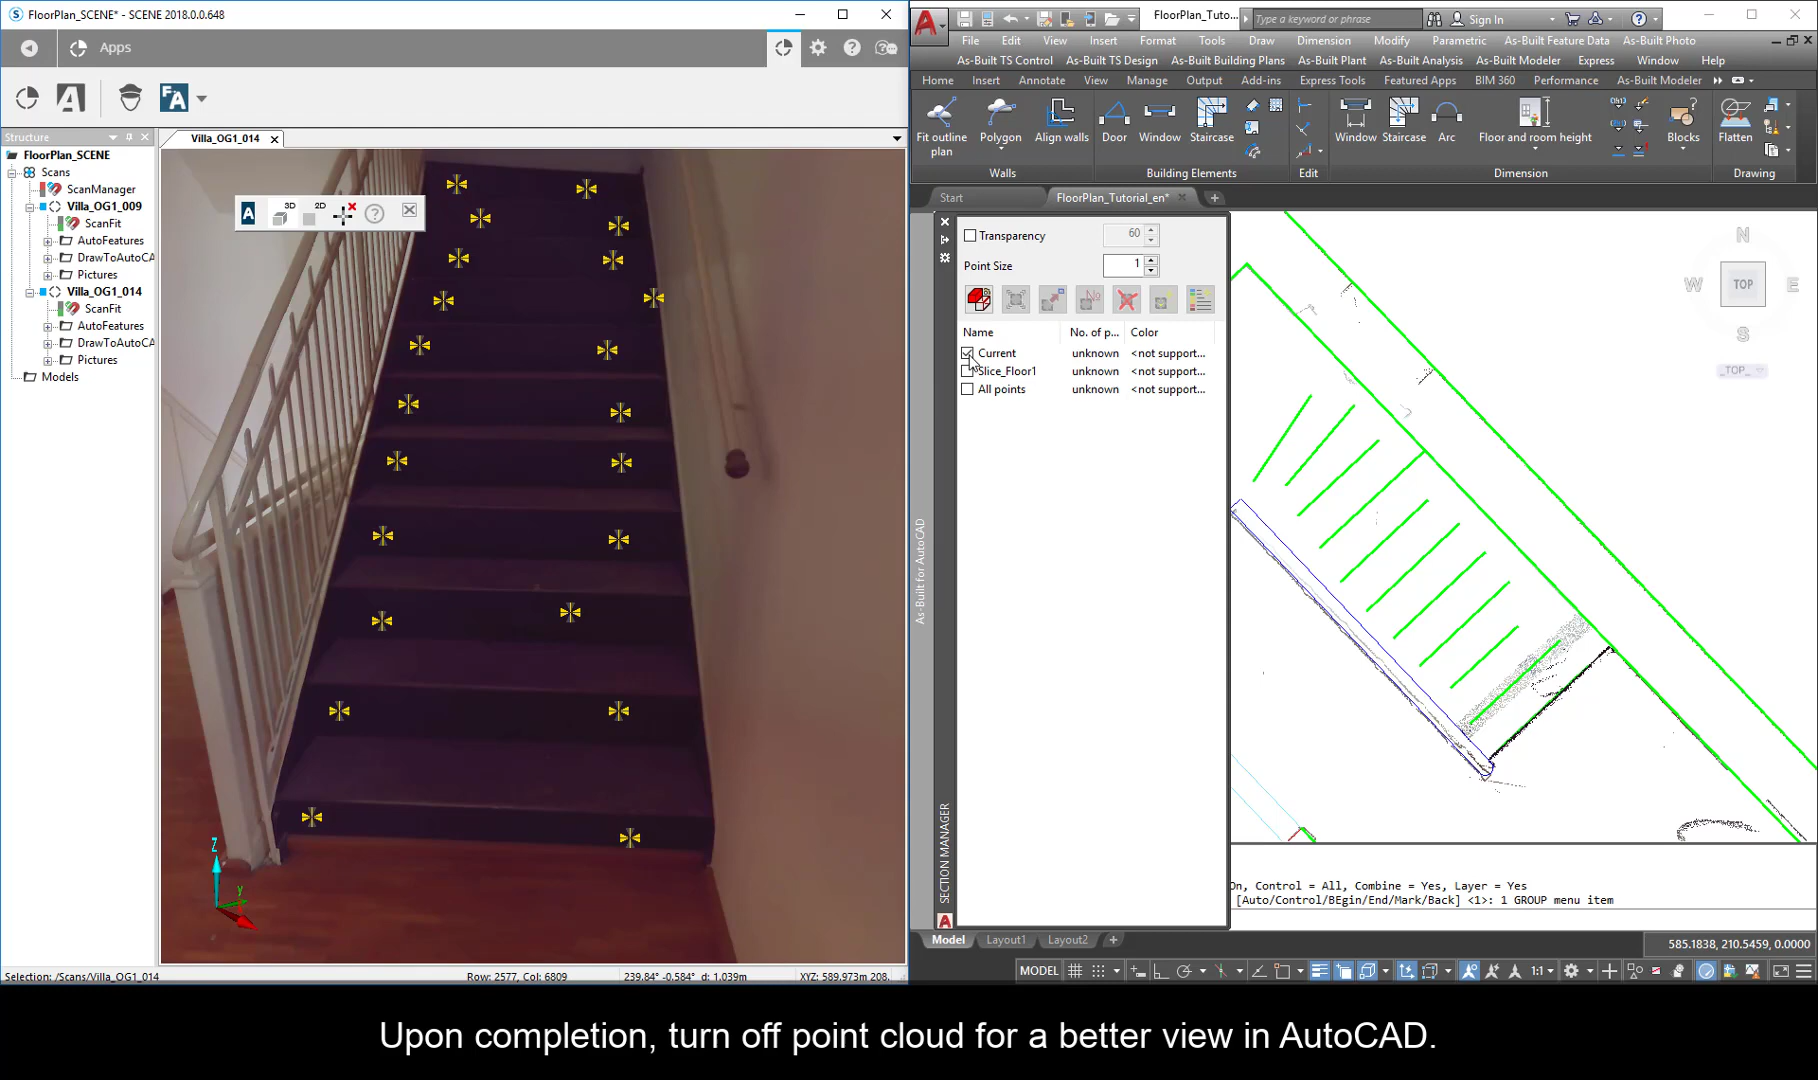 FloorPlan_SCENE* - SCENE 2018.0.0.648
Apps
Structure
FloorPlan_SCENE
Scans
ScanManager
Villa_OG1_009
ScanFit
AutoFeatures
DrawToAutoCA
Pictures
Villa_OG1_014
ScanFit
AutoFeatures
DrawToAutoCA
Pictures
Models
Villa_OG1_014
A 3D 2D
Z
y
Selection: /Scans/Villa_OG1_014
Row: 2577, Col: 6809
239.84° -0.584° d: 1.039m
XYZ: 589,973m 208.
FloorPlan_Tuto...
Type a keyword or phrase
Sign In
File Edit View Insert Format Tools Draw Dimension Modify Parametric As-Built Feature Data As-Built Photo
As-Built TS Control As-Built TS Design As-Built Building Plans As-Built Plant As-Built Analysis As-Built Modeler Express Window Help
Home Insert Annotate View Manage Output Add-ins Express Tools Featured Apps BIM 360 Performance As-Built Modeler
Fit outline plan
Polygon
Align walls
Door
Window
Staircase
Window
Staircase
Arc
Floor and room height
Blocks
Flatten
Walls
Building Elements
Edit
Dimension
Drawing
Start
FloorPlan_Tutorial_en*
Transparency 60
Point Size 1
Name No. of p... Color
Current unknown <not support...
Slice_Floor1 unknown <not support...
All points unknown <not support...
As-Built for AutoCAD
SECTION MANAGER
N
W TOP E
S
_TOP_
On, Control = All, Combine = Yes, Layer = Yes
[Auto/Control/BEgin/End/Mark/Back] <1>: 1 GROUP menu item
Model Layout1 Layout2
585.1838, 210.5459, 0.0000
MODEL
1:1
Upon completion, turn off point cloud for a better view in AutoCAD.